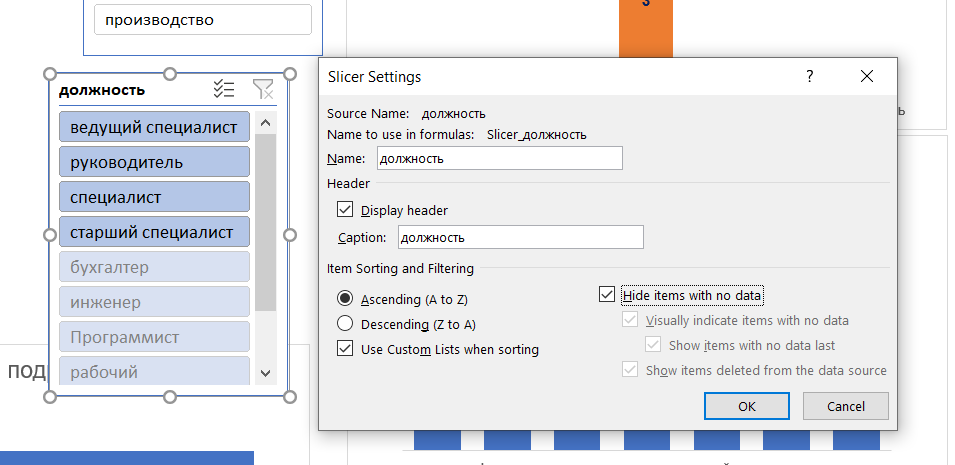 производство
3
должность
ведущий специалист
руководитель
специалист
старший специалист
бухгалтер
инженер
Программист
рабочий
Slicer Settings
?
Source Name: должность
Name to use in formulas: Slicer_должность
Name: должность
Header
Display header
Caption: должность
Item Sorting and Filtering
Ascending (A to Z)
Descending (Z to A)
Use Custom Lists when sorting
Hide items with no data
Visually indicate items with no data
Show items with no data last
Show items deleted from the data source
OK
Cancel
ь
под